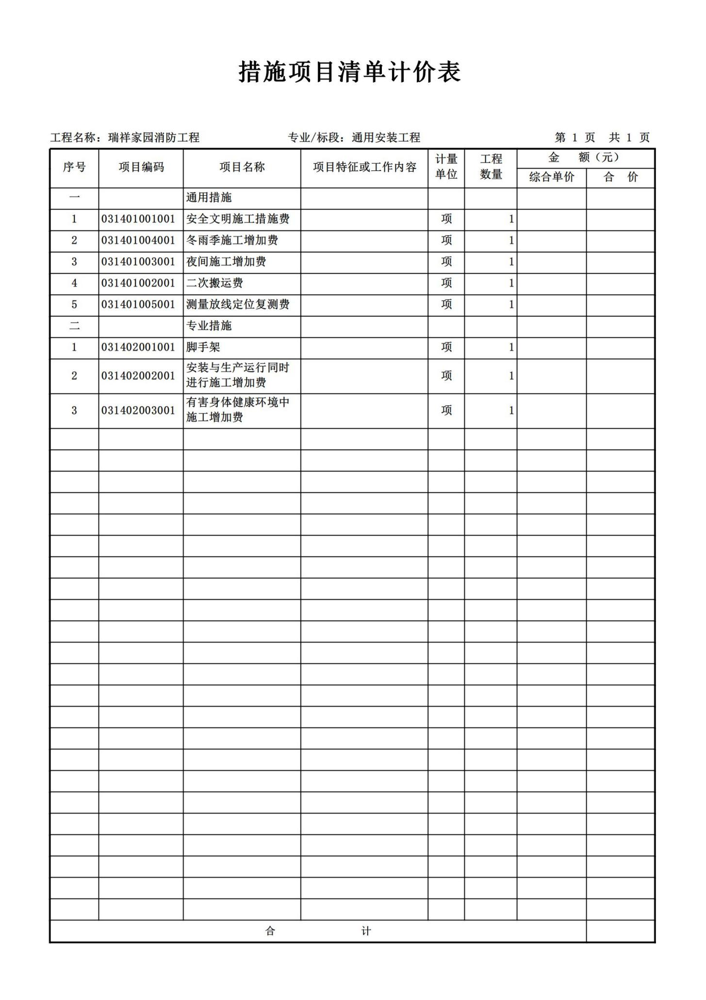 措施项目清单计价表
工程名称：瑞祥家园消防工程 专业/标段：通用安装工程 第 1 页 共 1 页
序号 项目编码 项目名称 项目特征或工作内容 计量单位 工程数量 金 额（元）
综合单价 合 价
一 通用措施
1 031401001001 安全文明施工措施费 项 1
2 031401004001 冬雨季施工增加费 项 1
3 031401003001 夜间施工增加费 项 1
4 031401002001 二次搬运费 项 1
5 031401005001 测量放线定位复测费 项 1
二 专业措施
1 031402001001 脚手架 项 1
2 031402002001 安装与生产运行同时进行施工增加费 项 1
3 031402003001 有害身体健康环境中施工增加费 项 1
合 计